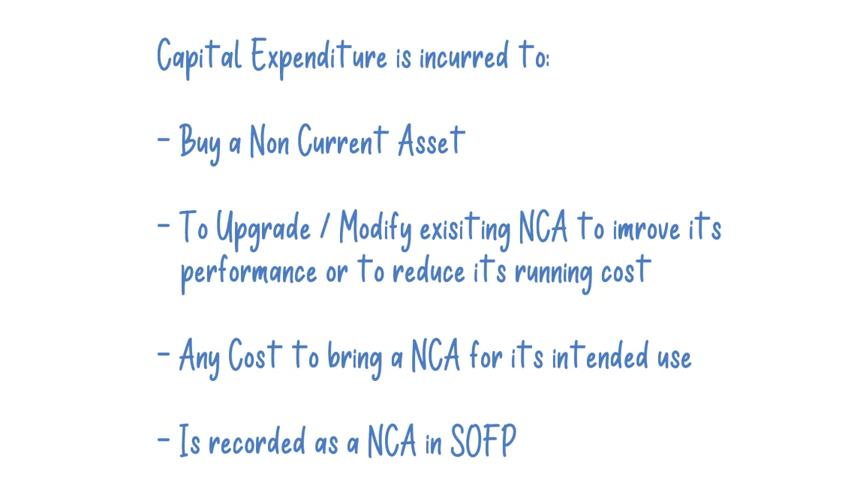 Capital Expenditure is incurred to:
- Buy a Non Current Asset
- To Upgrade / Modify exisiting NCA to imrove its
performance or to reduce its running cost
- Any Cost to bring a NCA for its intended use
- Is recorded as a NCA in SOFP